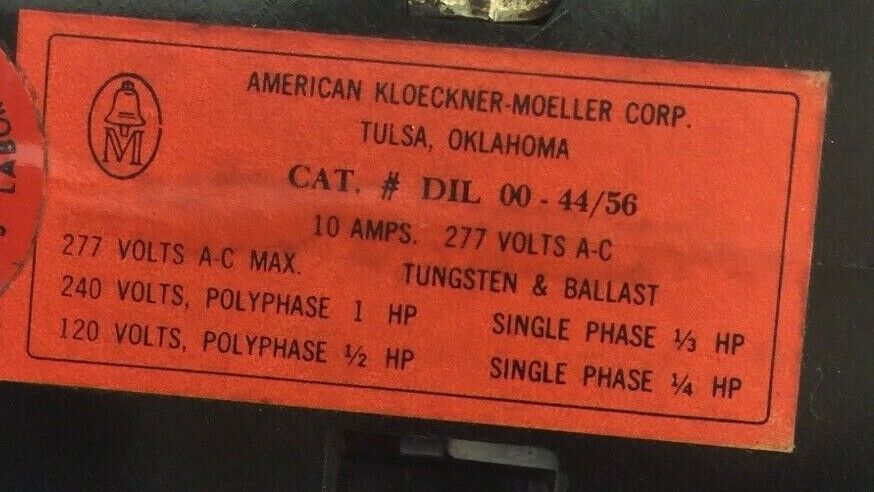 AMERICAN KLOECKNER-MOELLER CORP.
TULSA, OKLAHOMA
M
CAT. # DIL 00 - 44/56
10 AMPS. 277 VOLTS A-C
277 VOLTS A-C MAX. TUNGSTEN & BALLAST
240 VOLTS, POLYPHASE 1 HP SINGLE PHASE ⅓ HP
120 VOLTS, POLYPHASE ½ HP SINGLE PHASE ¼ HP